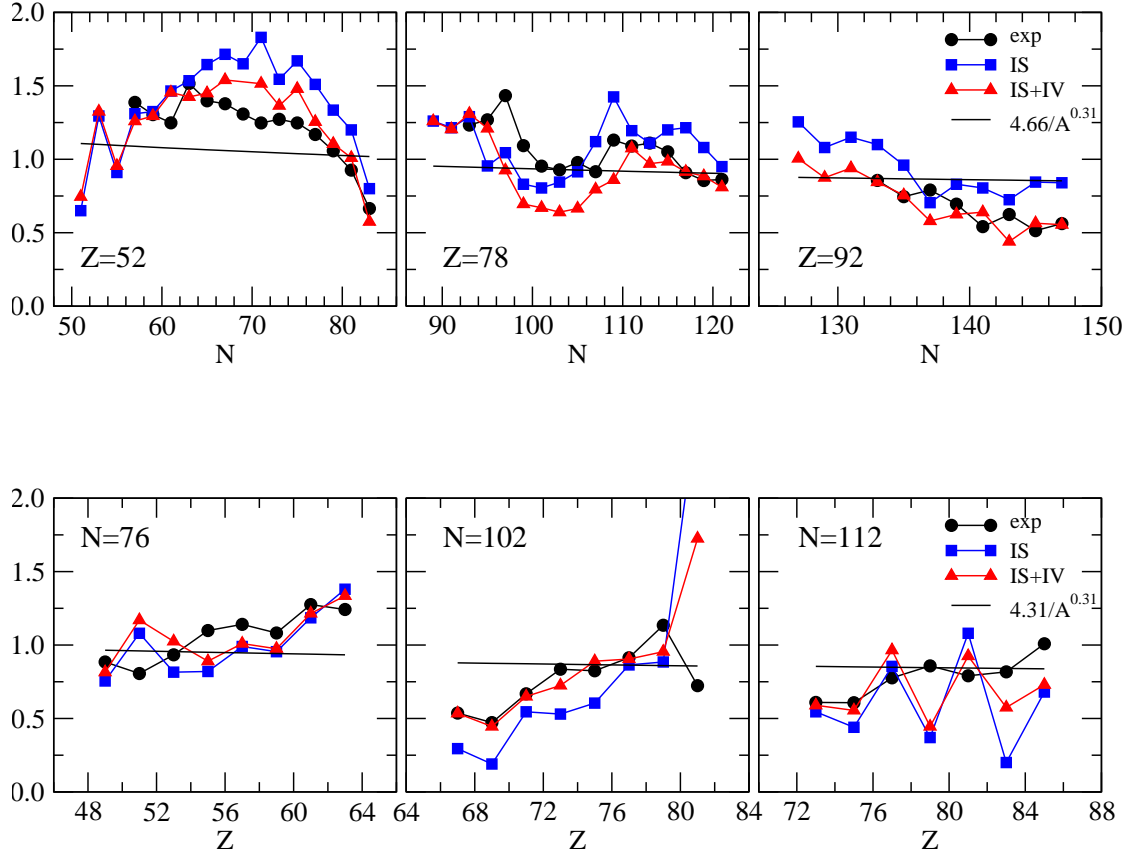 2.0
1.5
1.0
0.5
0.0
Z=52
50 60 70 80
N
Z=78
90 100 110 120
N
exp
IS
IS+IV
4.66/A^0.31
Z=92
130 140 150
N
2.0
1.5
1.0
0.5
0.0
N=76
48 52 56 60 64
Z
N=102
64 68 72 76 80 84
Z
N=112
exp
IS
IS+IV
4.31/A^0.31
72 76 80 84 88
Z